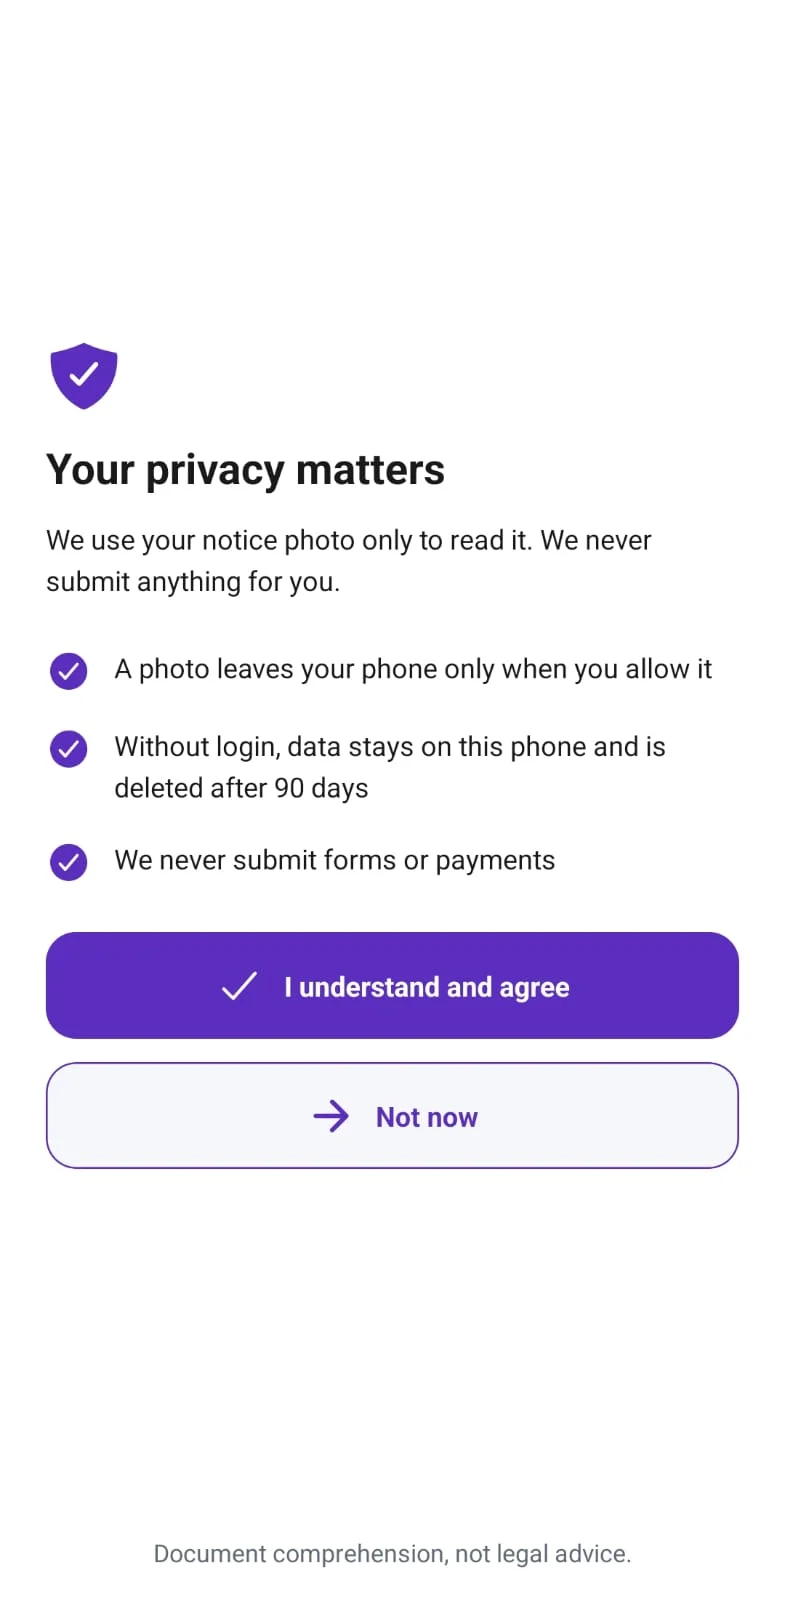 Your privacy matters
We use your notice photo only to read it. We never
submit anything for you.
A photo leaves your phone only when you allow it
Without login, data stays on this phone and is
deleted after 90 days
We never submit forms or payments
I understand and agree
Not now
Document comprehension, not legal advice.